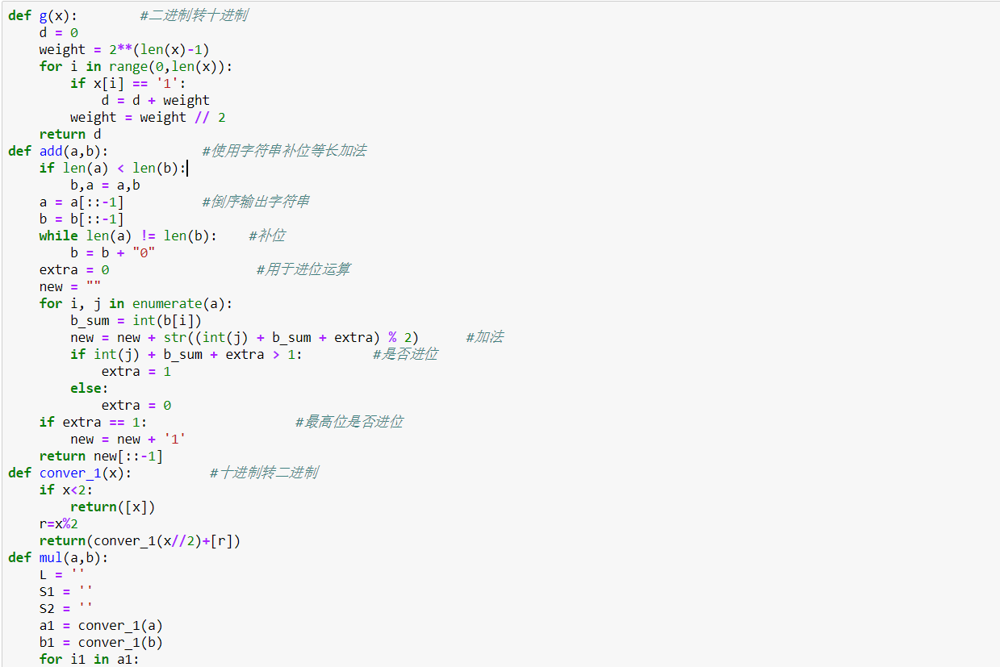 def g(x):        #二进制转十进制
    d = 0
    weight = 2**(len(x)-1)
    for i in range(0,len(x)):
        if x[i] == '1':
            d = d + weight
        weight = weight // 2
    return d
def add(a,b):            #使用字符串补位等长加法
    if len(a) < len(b):
        b,a = a,b
    a = a[::-1]          #倒序输出字符串
    b = b[::-1]
    while len(a) != len(b):    #补位
        b = b + "0"
    extra = 0                   #用于进位运算
    new = ""
    for i, j in enumerate(a):
        b_sum = int(b[i])
        new = new + str((int(j) + b_sum + extra) % 2)      #加法
        if int(j) + b_sum + extra > 1:         #是否进位
            extra = 1
        else:
            extra = 0
    if extra == 1:                   #最高位是否进位
        new = new + '1'
    return new[::-1]
def conver_1(x):          #十进制转二进制
    if x<2:
        return([x])
    r=x%2
    return(conver_1(x//2)+[r])
def mul(a,b):
    L = ''
    S1 = ''
    S2 = ''
    a1 = conver_1(a)
    b1 = conver_1(b)
    for i1 in a1: